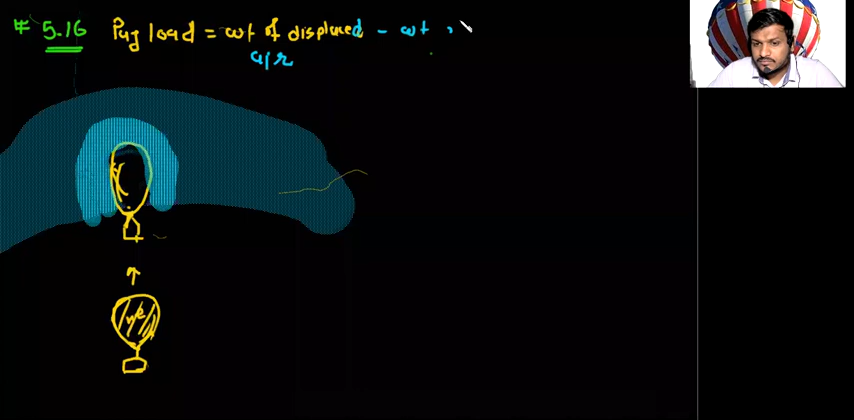 # 5.16 Pay load = wt of displaced - wt
air